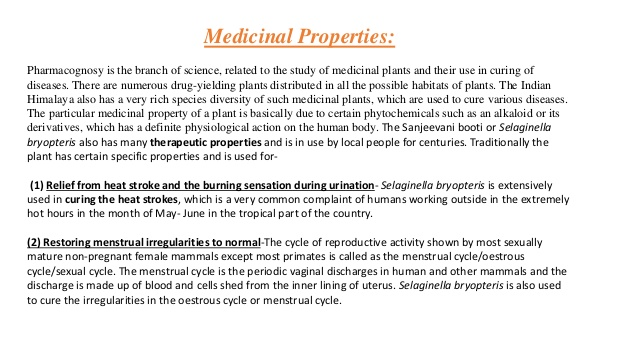 Medicinal Properties:
Pharmacognosy is the branch of science, related to the study of medicinal plants and their use in curing of
diseases. There are numerous drug-yielding plants distributed in all the possible habitats of plants. The Indian
Himalaya also has a very rich species diversity of such medicinal plants, which are used to cure various diseases.
The particular medicinal property of a plant is basically due to certain phytochemicals such as an alkaloid or its
derivatives, which has a definite physiological action on the human body. The Sanjeevani booti or Selaginella
bryopteris also has many therapeutic properties and is in use by local people for centuries. Traditionally the
plant has certain specific properties and is used for-
(1) Relief from heat stroke and the burning sensation during urination- Selaginella bryopteris is extensively
used in curing the heat strokes, which is a very common complaint of humans working outside in the extremely
hot hours in the month of May- June in the tropical part of the country.
(2) Restoring menstrual irregularities to normal-The cycle of reproductive activity shown by most sexually
mature non-pregnant female mammals except most primates is called as the menstrual cycle/oestrous
cycle/sexual cycle. The menstrual cycle is the periodic vaginal discharges in human and other mammals and the
discharge is made up of blood and cells shed from the inner lining of uterus. Selaginella bryopteris is also used
to cure the irregularities in the oestrous cycle or menstrual cycle.